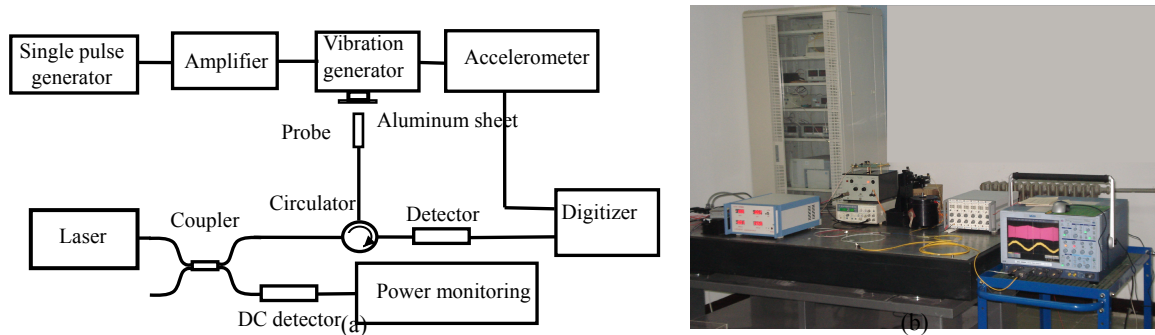 Single pulse
generator
Amplifier
Vibration
generator
Accelerometer
Probe
Aluminum sheet
Circulator
Detector
Digitizer
Coupler
Laser
DC detector
(a)
Power monitoring
(b)